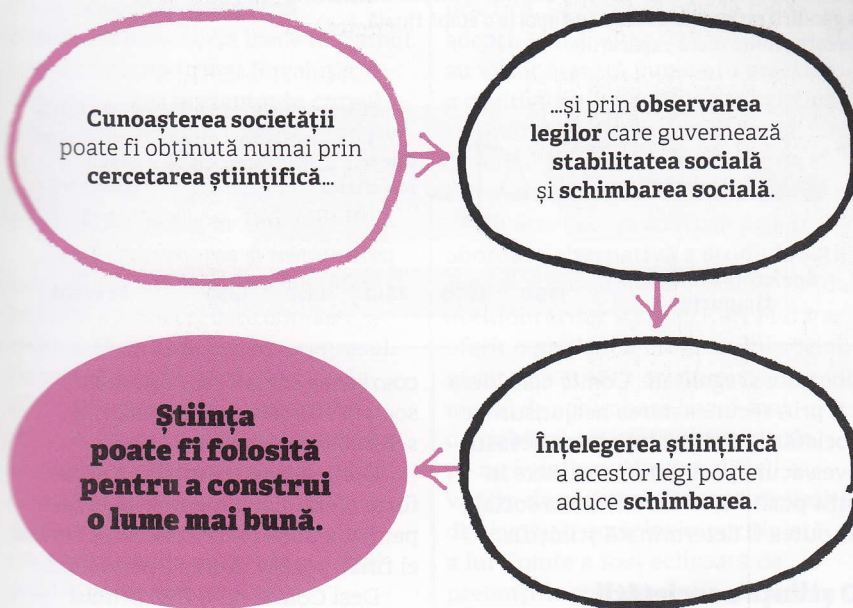 Cunoașterea societății
poate fi obținută numai prin
cercetarea științifică...
...și prin observarea
legilor care guvernează
stabilitatea socială
și schimbarea socială.
Înțelegerea științifică
a acestor legi poate
aduce schimbarea.
Știința
poate fi folosită
pentru a construi
o lume mai bună.